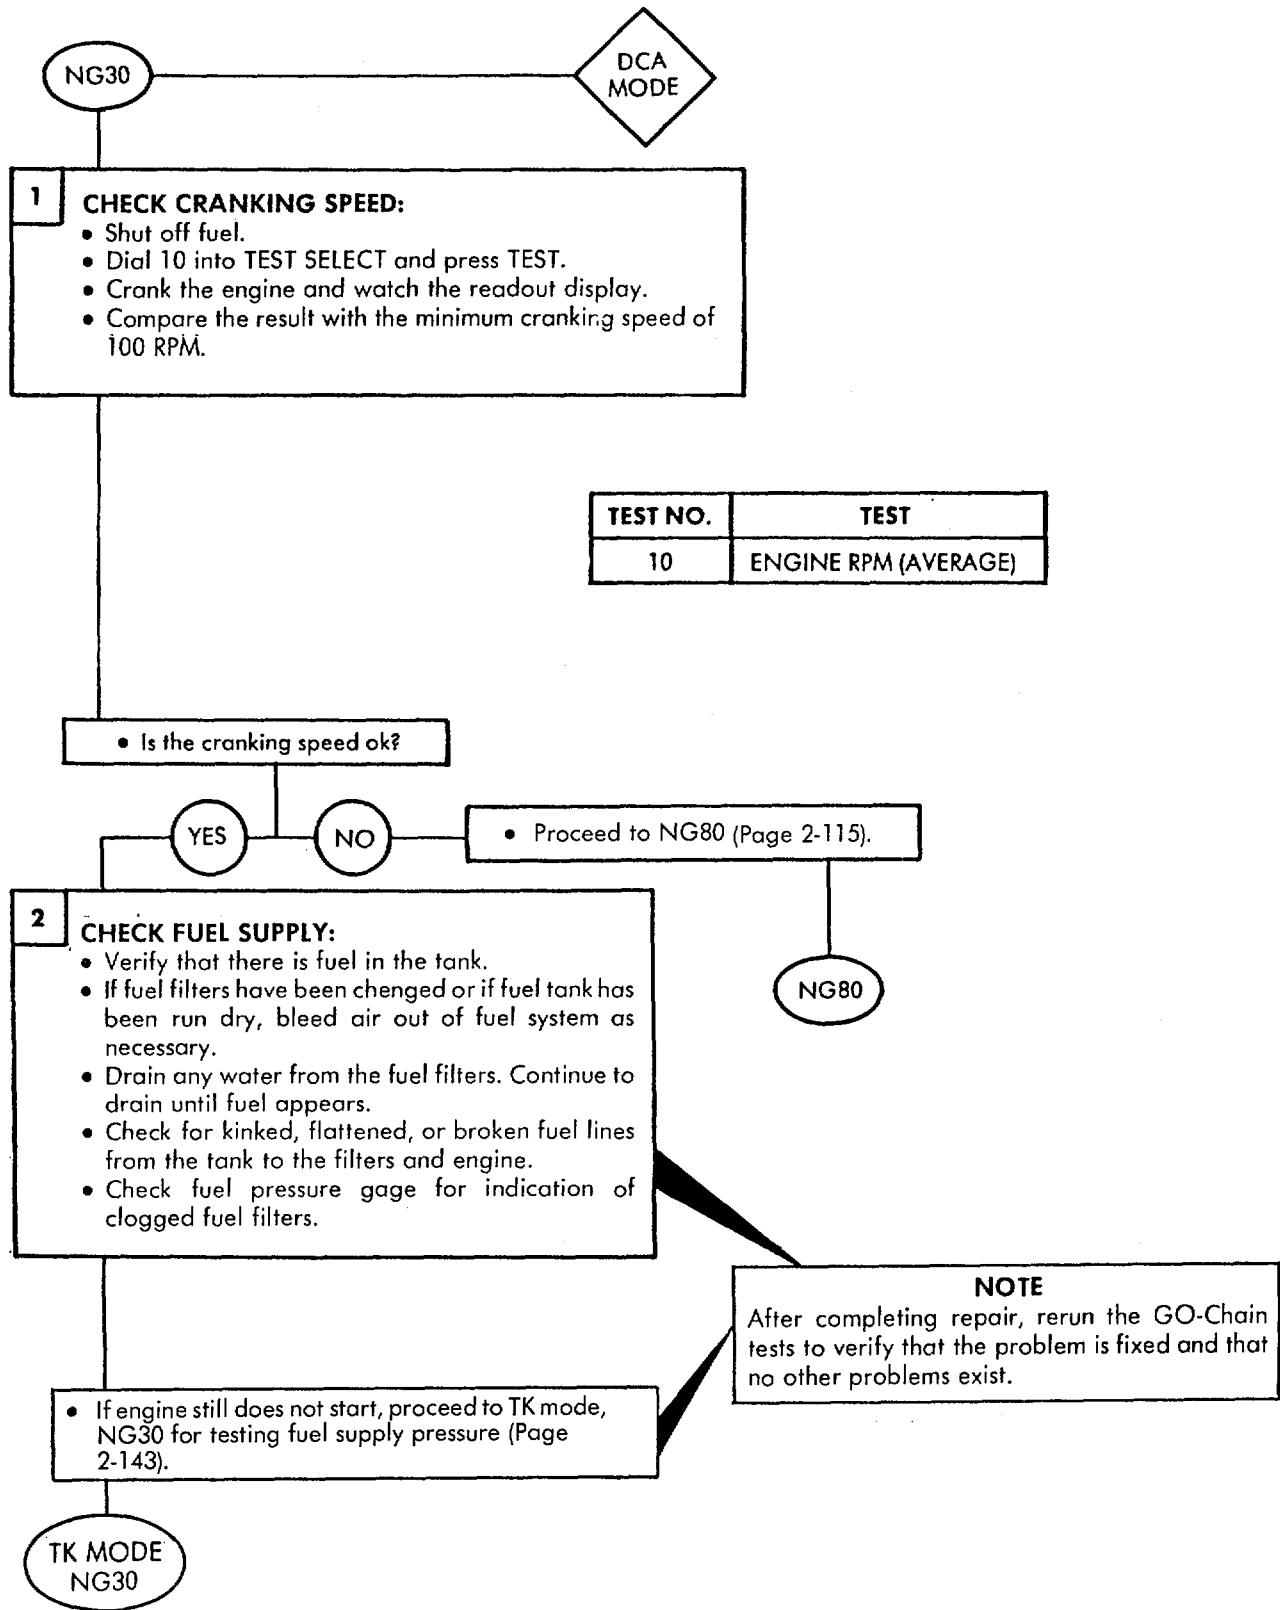 NG30
DCA
MODE
1
CHECK CRANKING SPEED:
• Shut off fuel.
• Dial 10 into TEST SELECT and press TEST.
• Crank the engine and watch the readout display.
• Compare the result with the minimum cranking speed of
100 RPM.
TEST NO.
TEST
10
ENGINE RPM (AVERAGE)
• Is the cranking speed ok?
YES
NO
• Proceed to NG80 (Page 2-115).
2
CHECK FUEL SUPPLY:
• Verify that there is fuel in the tank.
• If fuel filters have been chenged or if fuel tank has
been run dry, bleed air out of fuel system as
necessary.
• Drain any water from the fuel filters. Continue to
drain until fuel appears.
• Check for kinked, flattened, or broken fuel lines
from the tank to the filters and engine.
• Check fuel pressure gage for indication of
clogged fuel filters.
NG80
NOTE
After completing repair, rerun the GO-Chain
tests to verify that the problem is fixed and that
no other problems exist.
• If engine still does not start, proceed to TK mode,
NG30 for testing fuel supply pressure (Page
2-143).
TK MODE
NG30